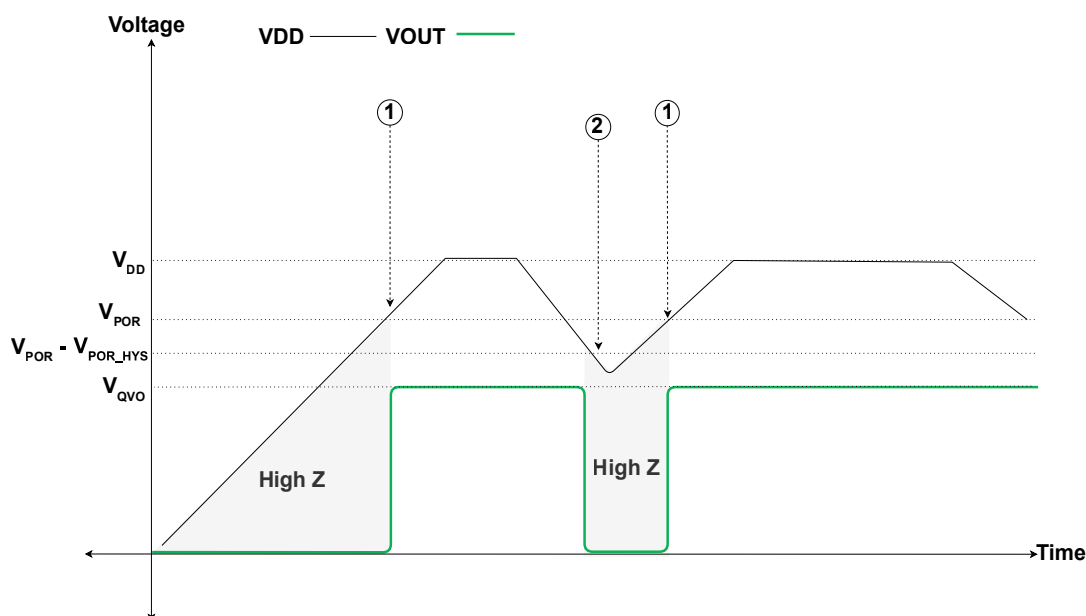 Voltage
VDD VOUT
1
2
1
VDD
VPOR
VPOR - VPOR_HYS
VQVO
High Z
High Z
Time